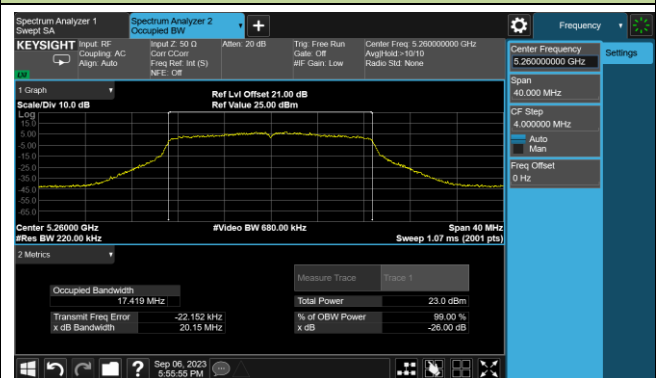 Spectrum Analyzer 1
Swept SA
Spectrum Analyzer 2
Occupied BW
Frequency
KEYSIGHT
Input: RF
Coupling: AC
Align: Auto
Input Z: 50 Ω
Corr CCorr
Freq Ref: Int (S)
NFE: Off
Atten: 20 dB
Trig: Free Run
Gate: Off
#IF Gain: Low
Center Freq: 5.260000000 GHz
Avg|Hold:>10/10
Radio Std: None
Center Frequency
5.260000000 GHz
Settings
Span
40.000 MHz
CF Step
4.000000 MHz
Auto
Man
Freq Offset
0 Hz
1 Graph
Scale/Div 10.0 dB
Ref Lvl Offset 21.00 dB
Ref Value 25.00 dBm
Log
15.0
5.00
-5.00
-15.0
-25.0
-35.0
-45.0
-55.0
-65.0
Center 5.26000 GHz
#Res BW 220.00 kHz
#Video BW 680.00 kHz
Span 40 MHz
Sweep 1.07 ms (2001 pts)
2 Metrics
Measure Trace
Trace 1
Occupied Bandwidth
17.419 MHz
Total Power
23.0 dBm
Transmit Freq Error
-22.152 kHz
% of OBW Power
99.00 %
x dB Bandwidth
20.15 MHz
x dB
-26.00 dB
Sep 06, 2023
5:55:55 PM